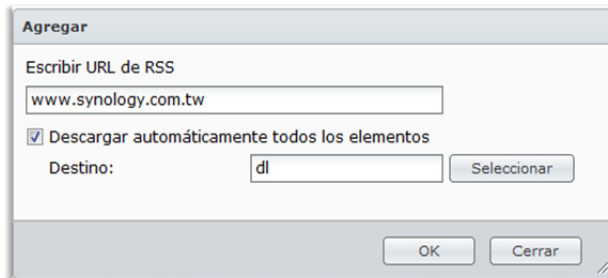 Agregar
Escribir URL de RSS
www.synology.com.tw
Descargar automáticamente todos los elementos
Destino: dl Seleccionar
OK Cerrar